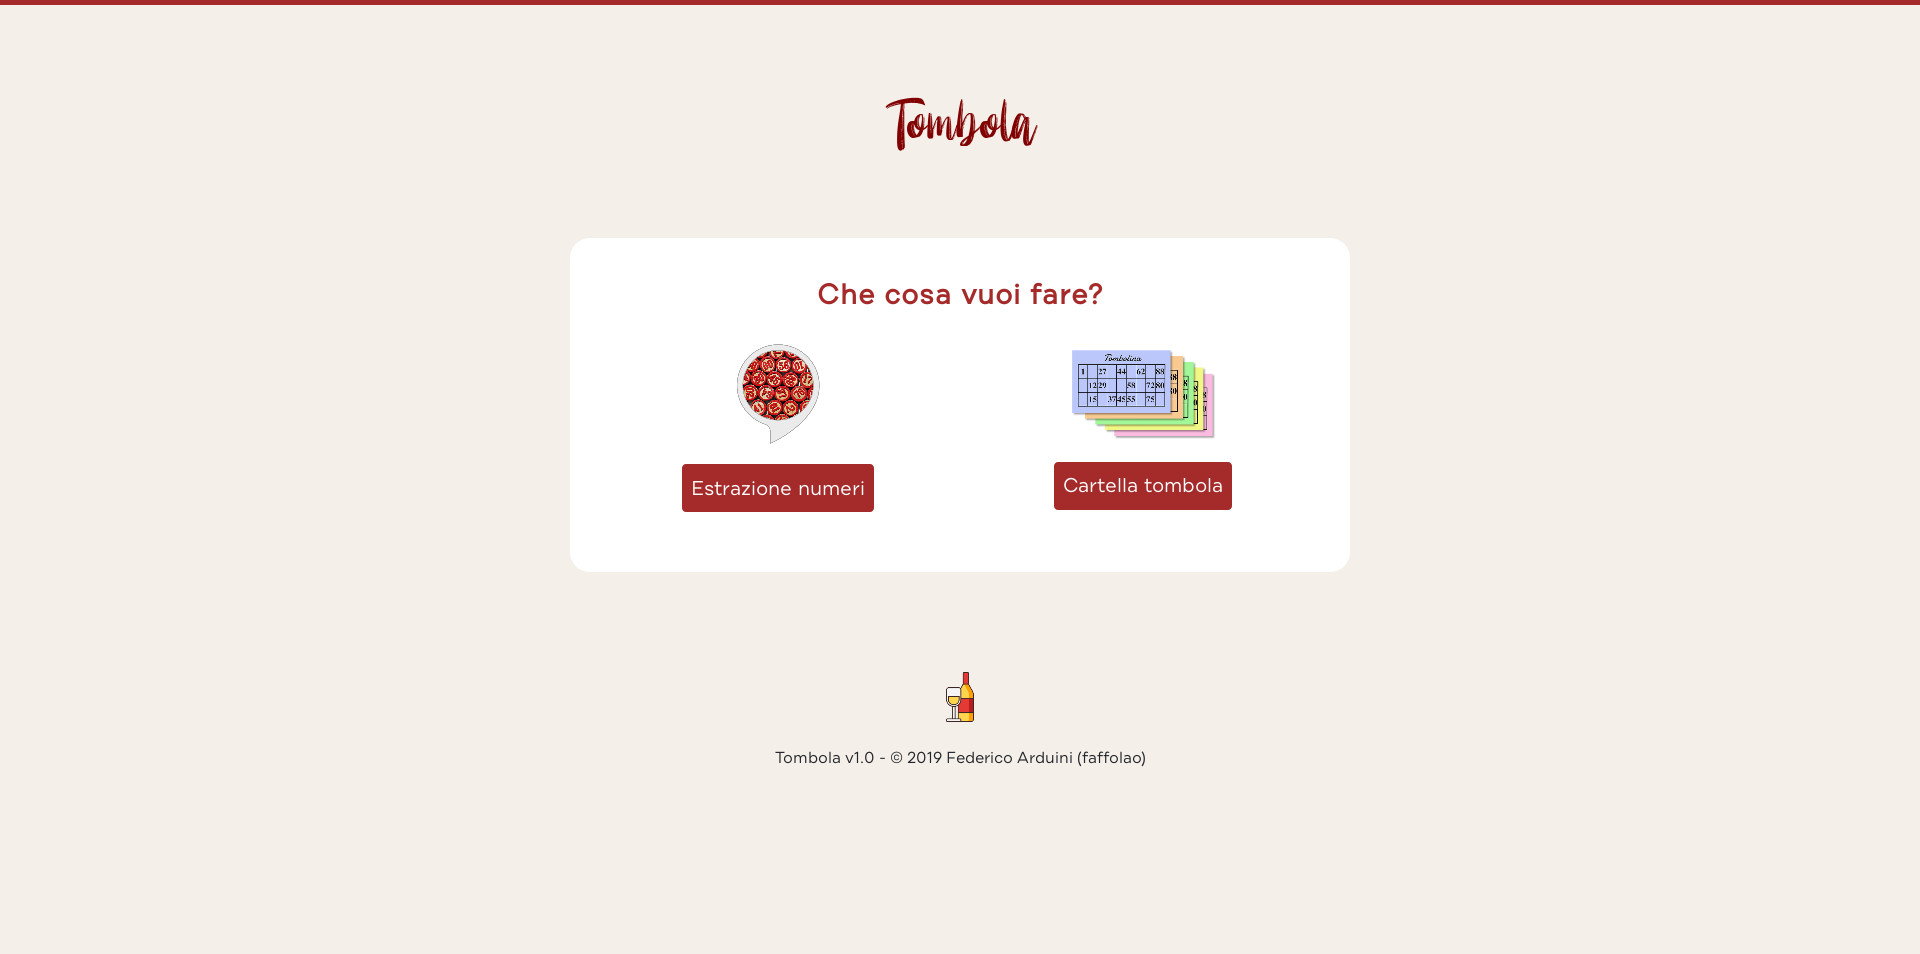 Tombola
Che cosa vuoi fare?
Tombolina
1 27 44 62 88
12 29 58 72 80
15 37 45 55 75
Estrazione numeri
Cartella tombola
Tombola v1.0 - © 2019 Federico Arduini (faffolao)